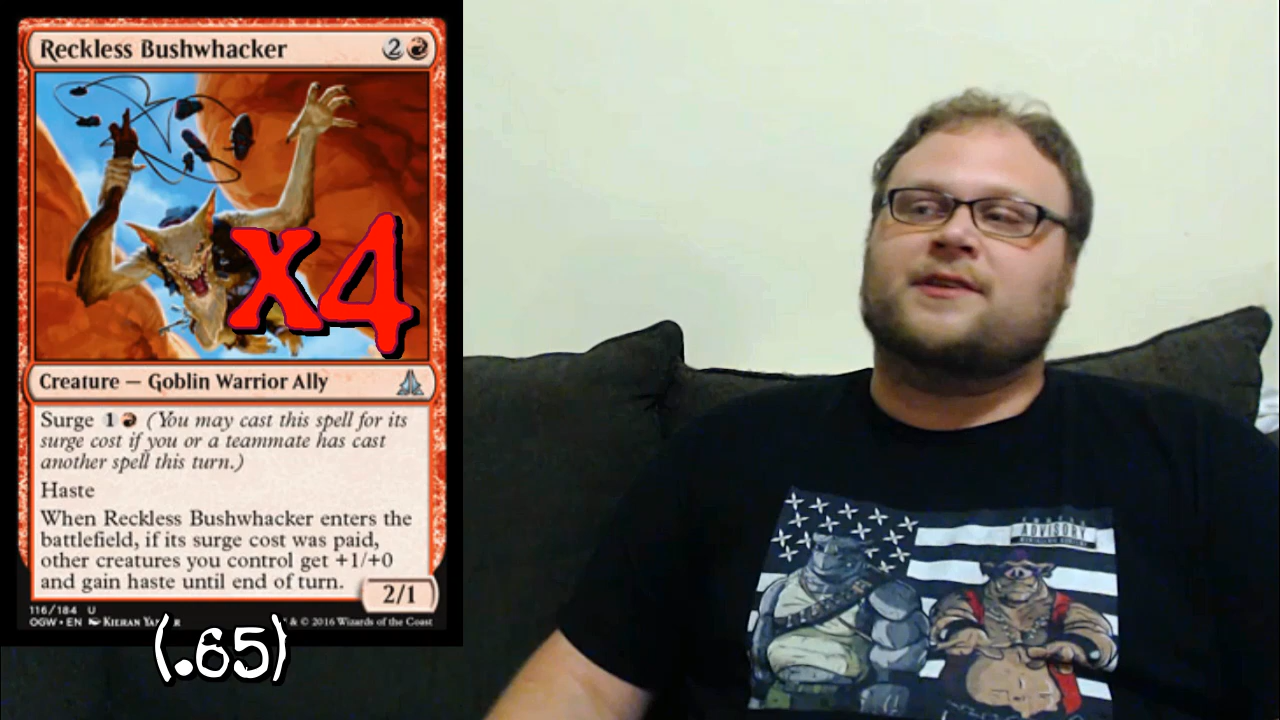 Reckless Bushwhacker 2
X4
Creature — Goblin Warrior Ally
Surge 1 (You may cast this spell for its
surge cost if you or a teammate has cast
another spell this turn.)
Haste
When Reckless Bushwhacker enters the
battlefield, if its surge cost was paid,
other creatures you control get +1/+0
and gain haste until end of turn.
2/1
116/184 U
OGW • EN KIERAN & © 2016 Wizards of the Coast
(.65)
ADVISORY